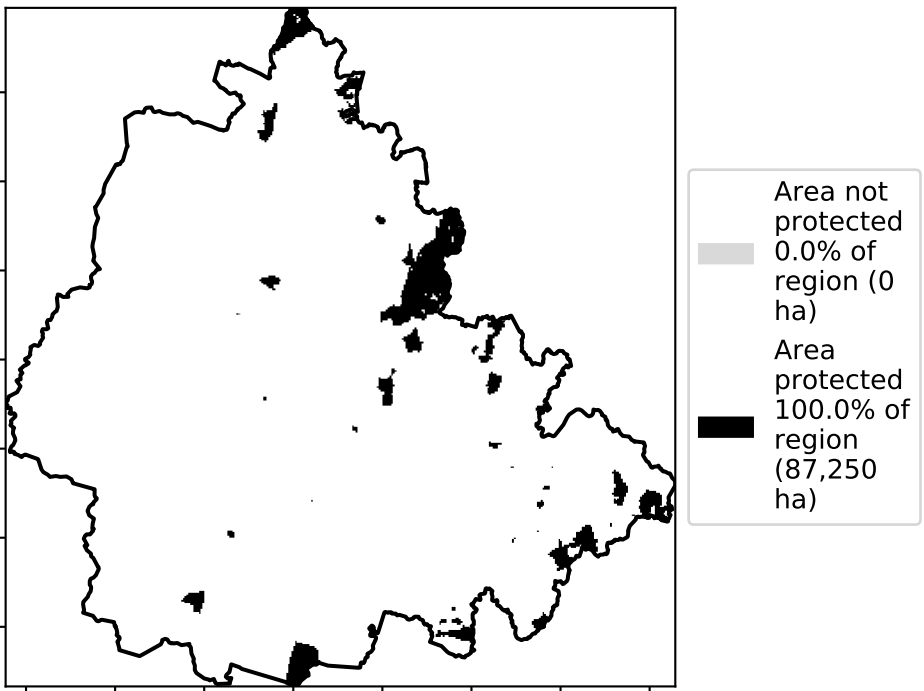 Area not
protected
0.0% of
region (0
ha)
Area
protected
100.0% of
region
(87,250
ha)